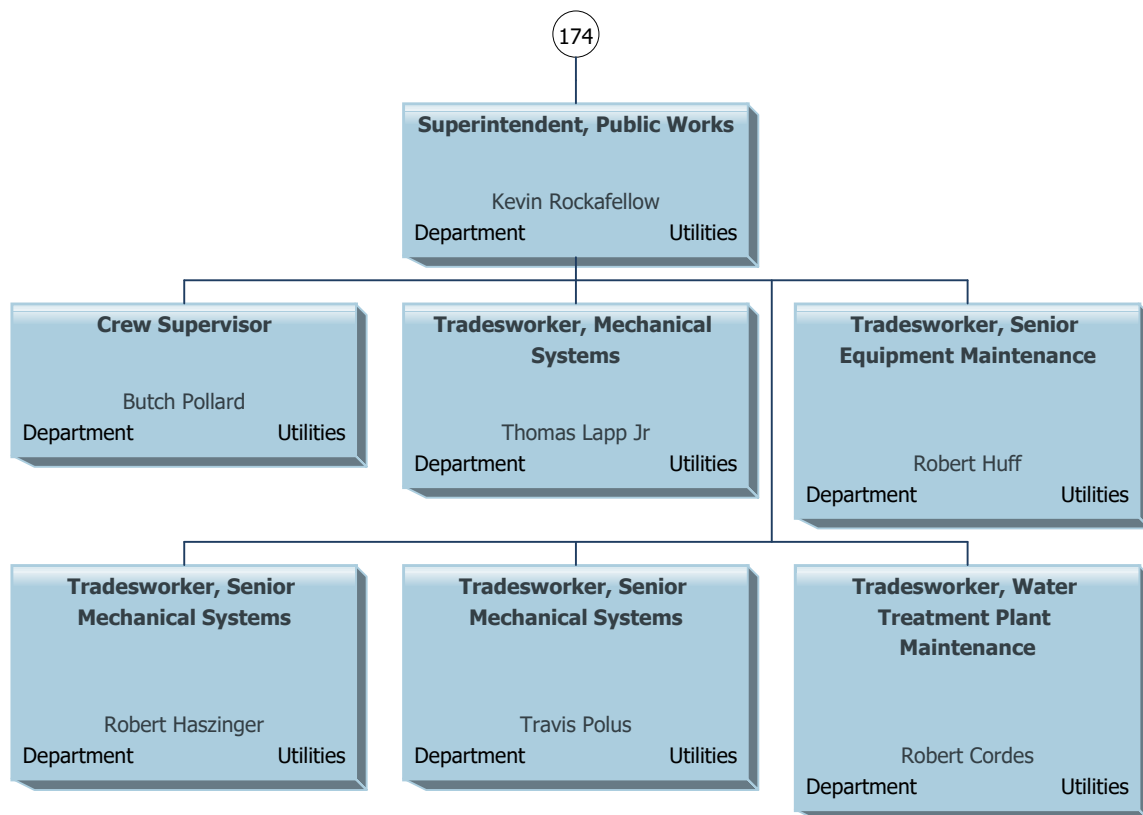 174
Superintendent, Public Works
Kevin Rockafellow
Department Utilities
Crew Supervisor
Butch Pollard
Department Utilities
Tradesworker, Mechanical
Systems
Thomas Lapp Jr
Department Utilities
Tradesworker, Senior
Equipment Maintenance
Robert Huff
Department Utilities
Tradesworker, Senior
Mechanical Systems
Robert Haszinger
Department Utilities
Tradesworker, Senior
Mechanical Systems
Travis Polus
Department Utilities
Tradesworker, Water
Treatment Plant
Maintenance
Robert Cordes
Department Utilities